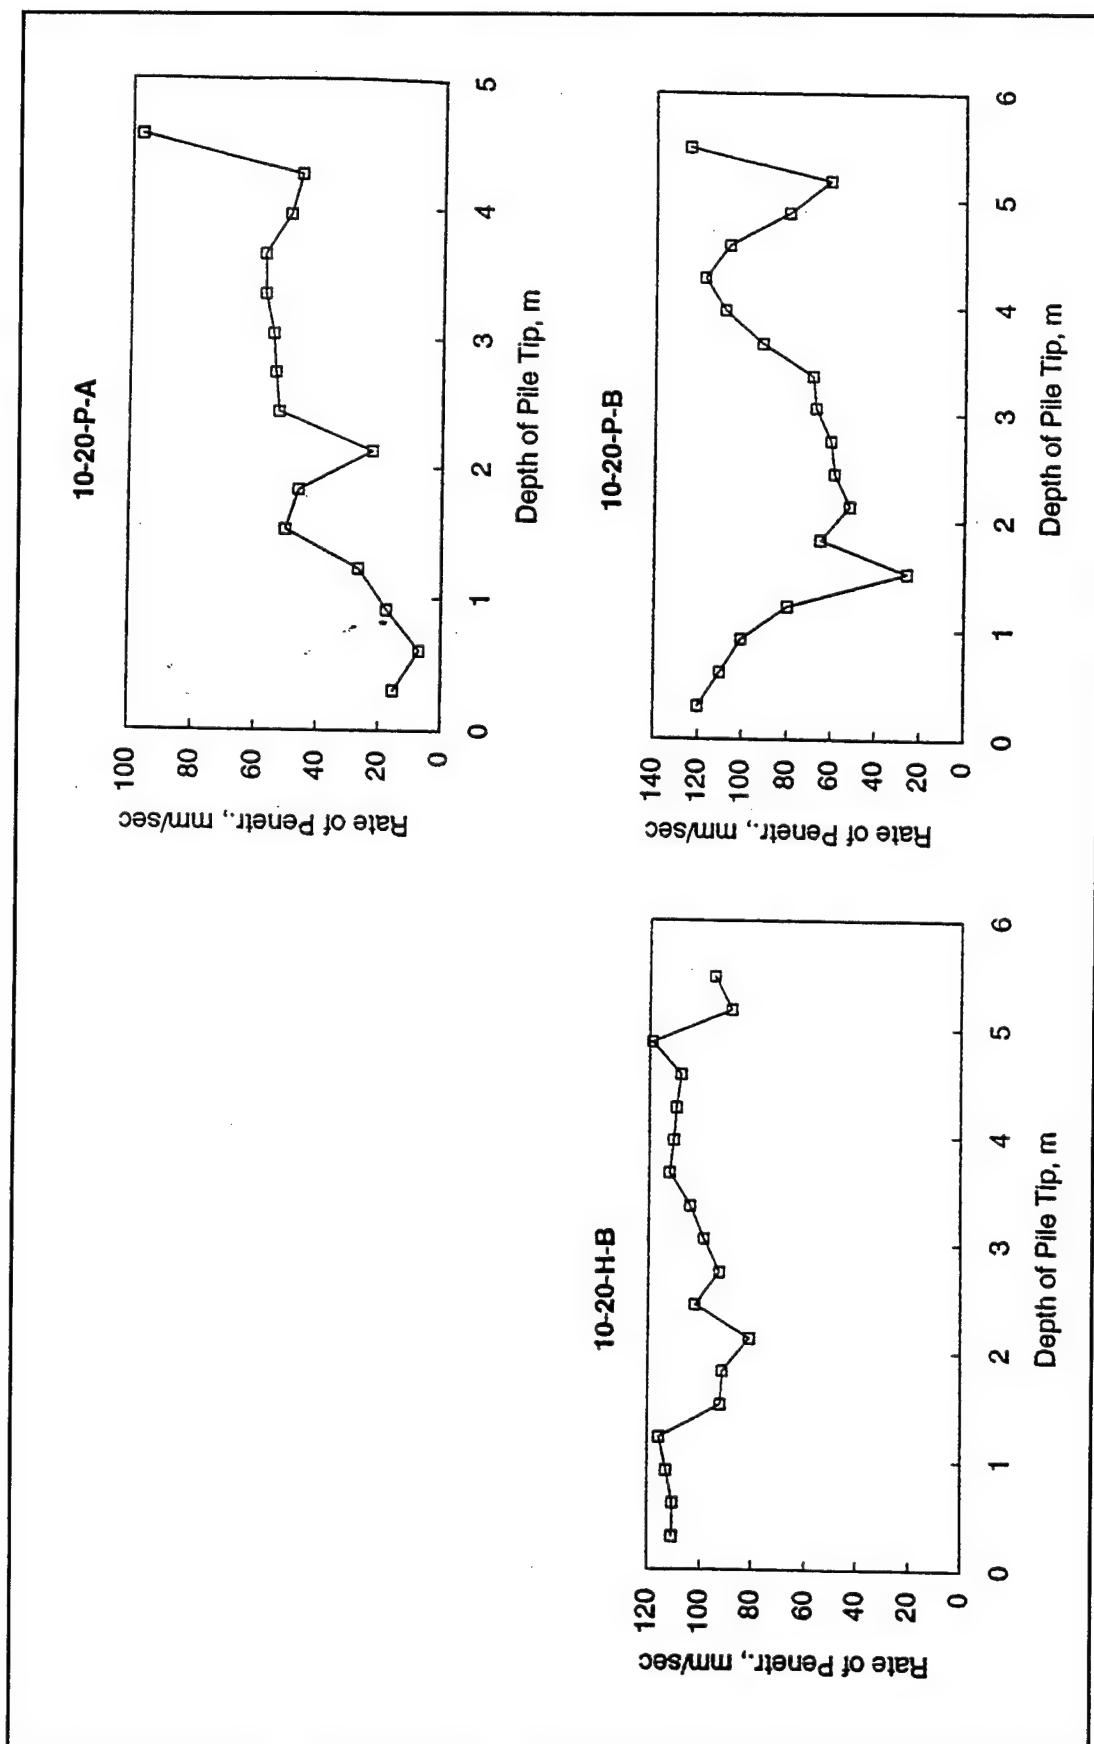 10-20-P-A
Rate of Penetr., mm/sec
100
80
60
40
20
0
0 1 2 3 4 5
Depth of Pile Tip, m
10-20-H-B
Rate of Penetr., mm/sec
120
100
80
60
40
20
0
0 1 2 3 4 5 6
Depth of Pile Tip, m
10-20-P-B
Rate of Penetr., mm/sec
140
120
100
80
60
40
20
0
0 1 2 3 4 5 6
Depth of Pile Tip, m